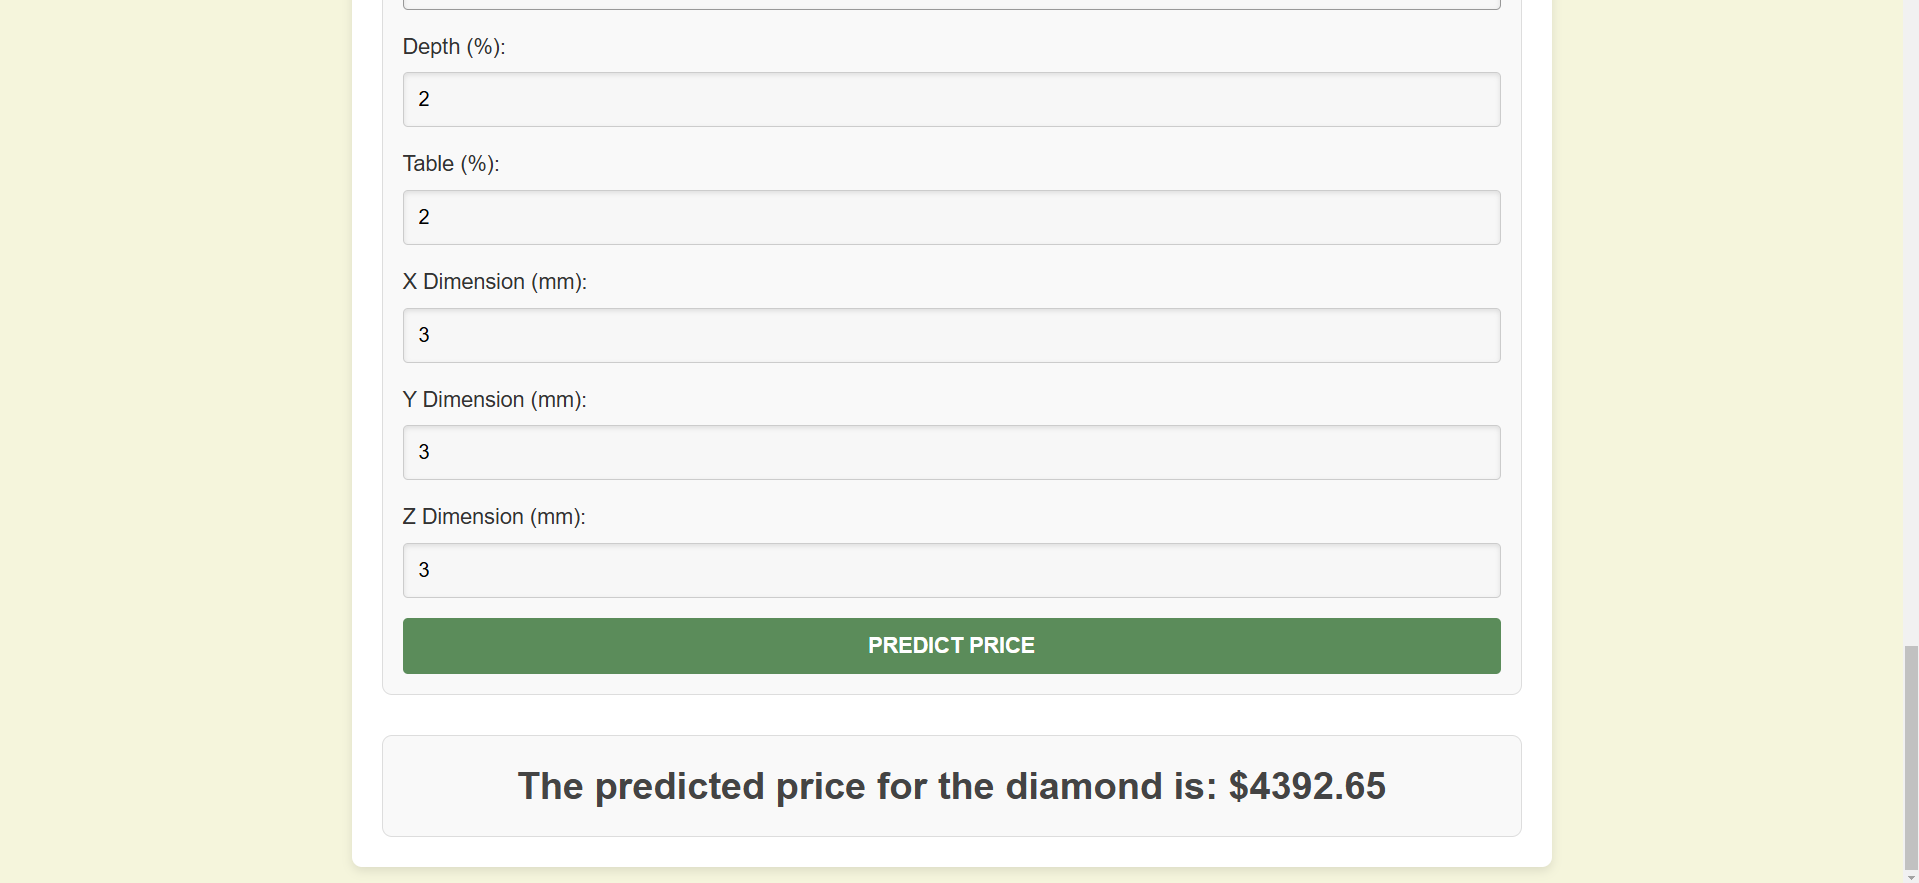 Depth (%):
2
Table (%):
2
X Dimension (mm):
3
Y Dimension (mm):
3
Z Dimension (mm):
3
PREDICT PRICE
The predicted price for the diamond is: $4392.65